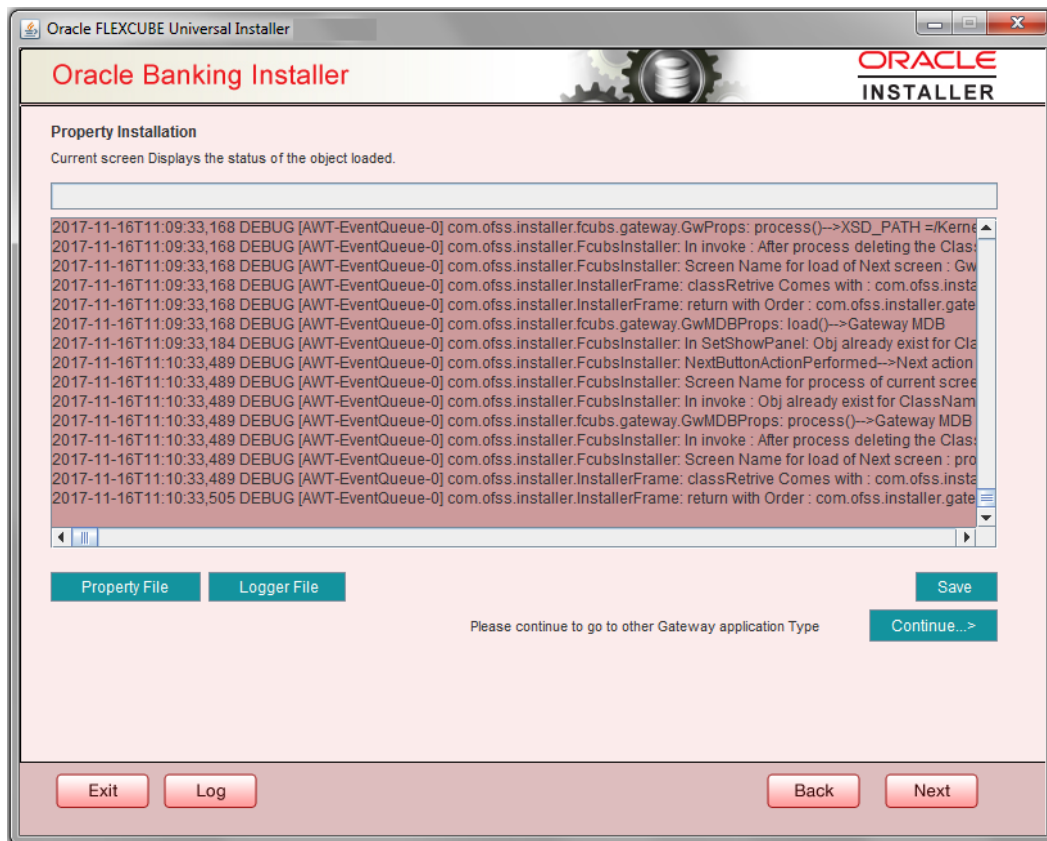 Oracle FLEXCUBE Universal Installer
Oracle Banking Installer
ORACLE
INSTALLER
Property Installation
Current screen Displays the status of the object loaded.
2017-11-16T11:09:33,168 DEBUG [AWT-EventQueue-0] com.ofss.installer.fcubs.gateway.GwProps: process()-->XSD_PATH =/Kerne
2017-11-16T11:09:33,168 DEBUG [AWT-EventQueue-0] com.ofss.installer.FcubsInstaller: In invoke : After process deleting the Clas
2017-11-16T11:09:33,168 DEBUG [AWT-EventQueue-0] com.ofss.installer.FcubsInstaller: Screen Name for load of Next screen : Gw
2017-11-16T11:09:33,168 DEBUG [AWT-EventQueue-0] com.ofss.installer.InstallerFrame: classRetrive Comes with : com.ofss.insta
2017-11-16T11:09:33,168 DEBUG [AWT-EventQueue-0] com.ofss.installer.InstallerFrame: return with Order : com.ofss.installer.gate
2017-11-16T11:09:33,168 DEBUG [AWT-EventQueue-0] com.ofss.installer.fcubs.gateway.GwMDBProps: load()-->Gateway MDB
2017-11-16T11:09:33,184 DEBUG [AWT-EventQueue-0] com.ofss.installer.FcubsInstaller: In SetShowPanel: Obj already exist for Cla
2017-11-16T11:10:33,489 DEBUG [AWT-EventQueue-0] com.ofss.installer.FcubsInstaller: NextButtonActionPerformed-->Next action
2017-11-16T11:10:33,489 DEBUG [AWT-EventQueue-0] com.ofss.installer.FcubsInstaller: Screen Name for process of current scree
2017-11-16T11:10:33,489 DEBUG [AWT-EventQueue-0] com.ofss.installer.FcubsInstaller: In invoke : Obj already exist for ClassNam
2017-11-16T11:10:33,489 DEBUG [AWT-EventQueue-0] com.ofss.installer.fcubs.gateway.GwMDBProps: process()-->Gateway MDB
2017-11-16T11:10:33,489 DEBUG [AWT-EventQueue-0] com.ofss.installer.FcubsInstaller: In invoke : After process deleting the Clas
2017-11-16T11:10:33,489 DEBUG [AWT-EventQueue-0] com.ofss.installer.FcubsInstaller: Screen Name for load of Next screen : pro
2017-11-16T11:10:33,489 DEBUG [AWT-EventQueue-0] com.ofss.installer.InstallerFrame: classRetrive Comes with : com.ofss.insta
2017-11-16T11:10:33,505 DEBUG [AWT-EventQueue-0] com.ofss.installer.InstallerFrame: return with Order : com.ofss.installer.gate
Property File Logger File Save
Please continue to go to other Gateway application Type Continue...>
Exit Log Back Next